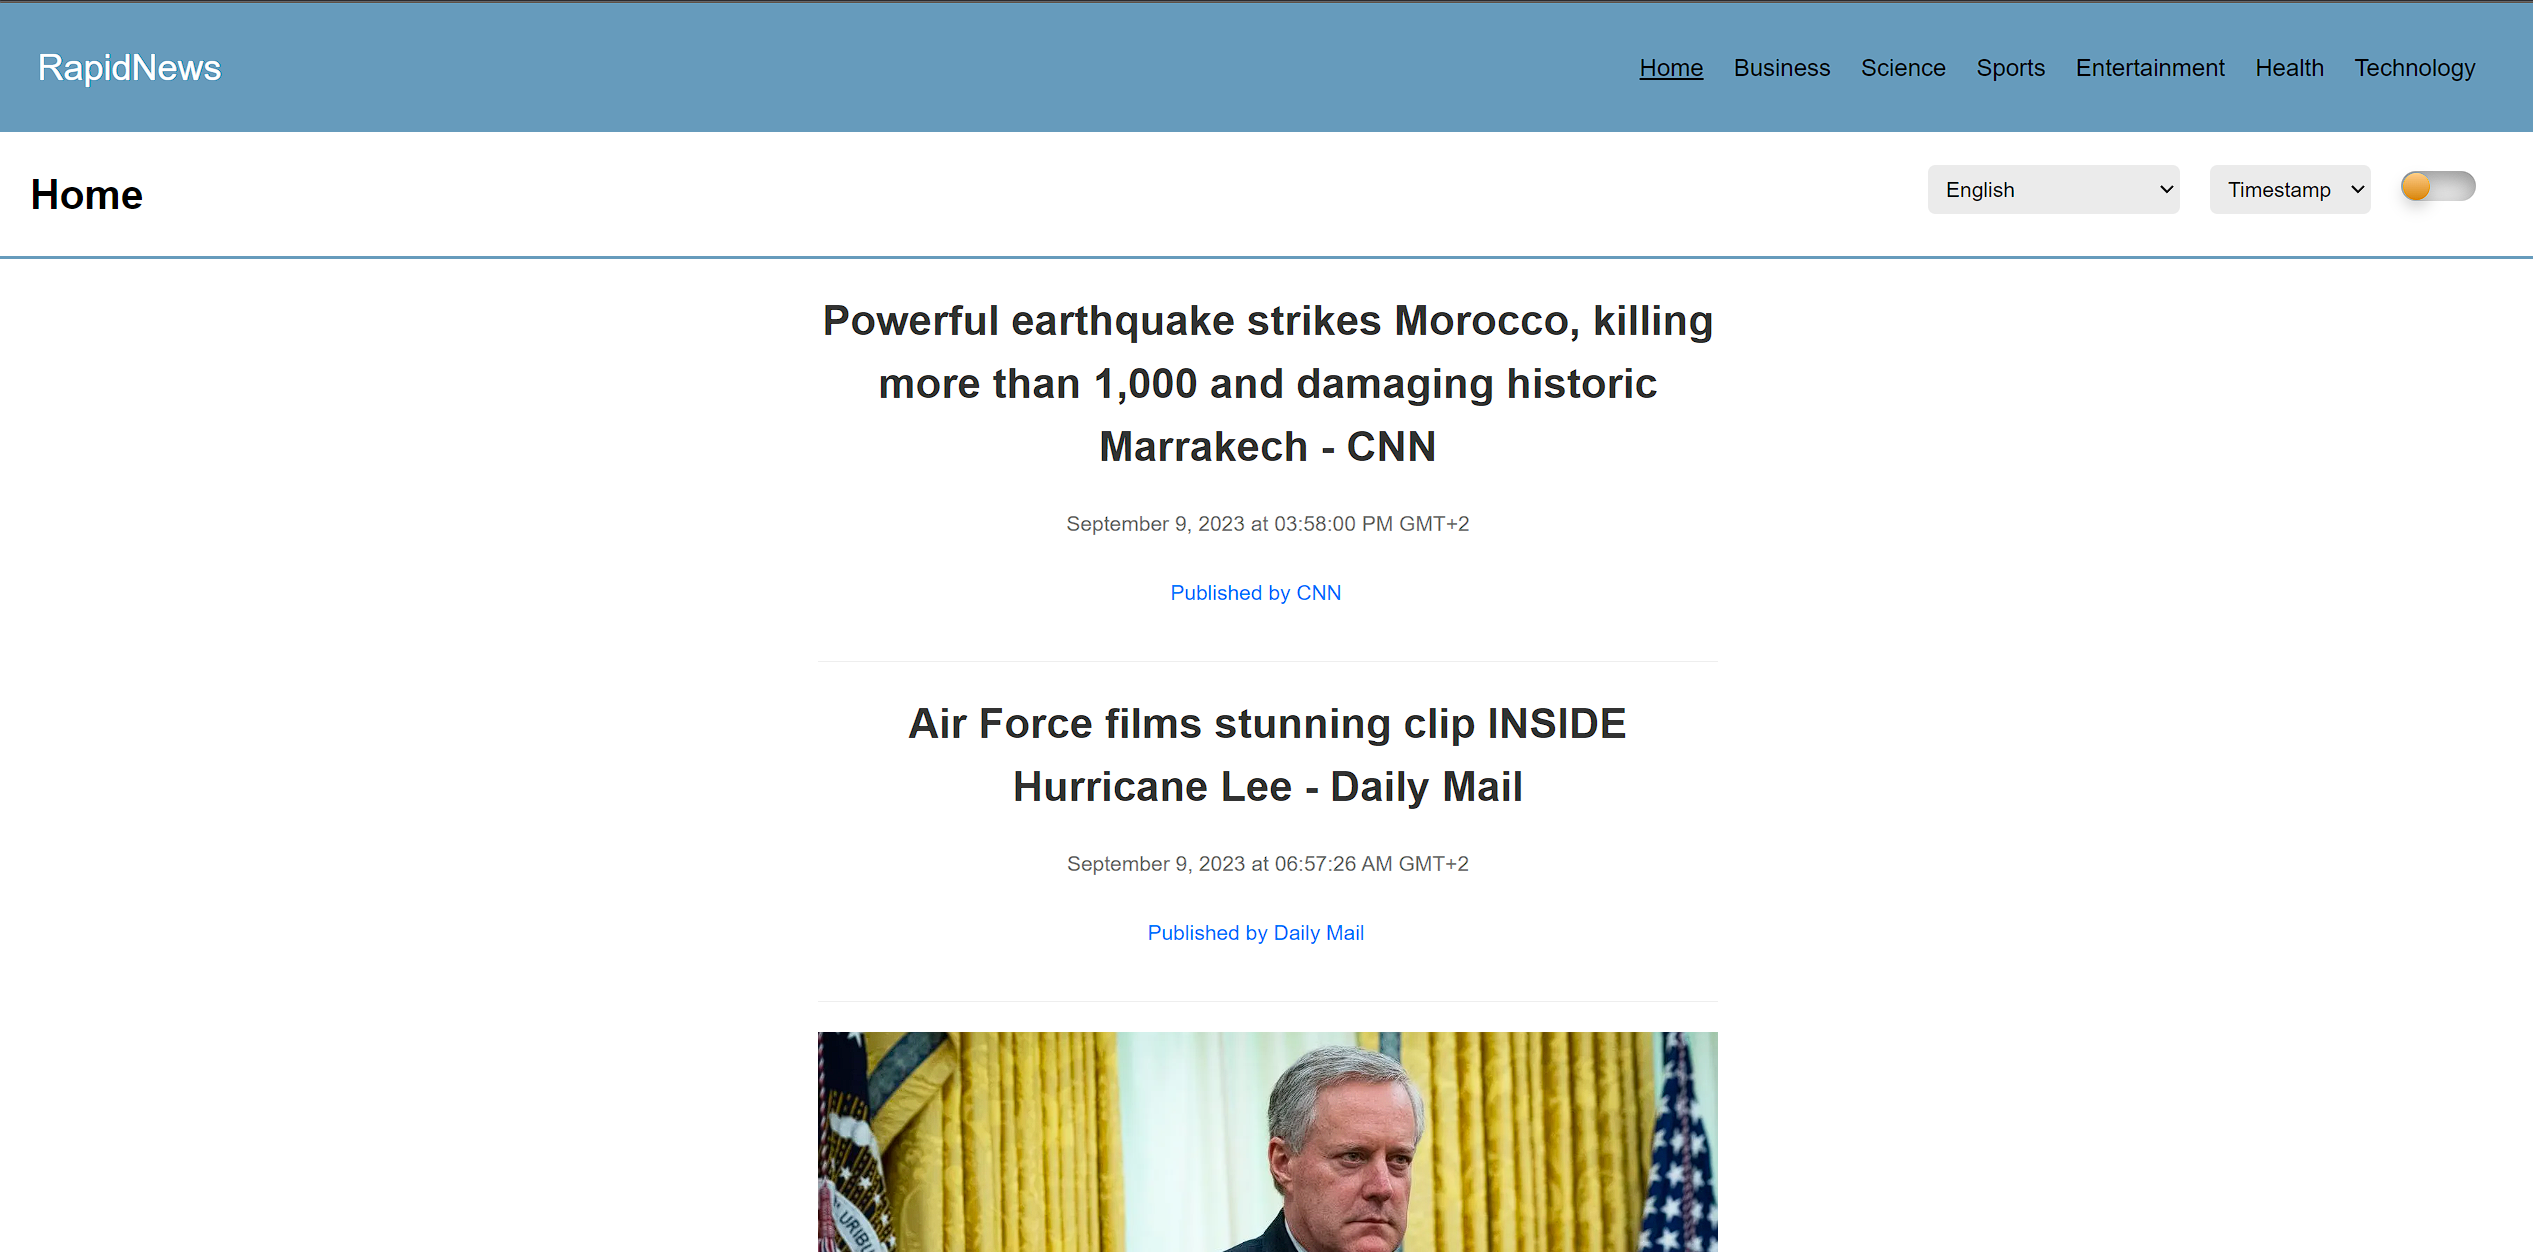 RapidNews
Home Business Science Sports Entertainment Health Technology
Home
English
Timestamp
Powerful earthquake strikes Morocco, killing
more than 1,000 and damaging historic
Marrakech - CNN
September 9, 2023 at 03:58:00 PM GMT+2
Published by CNN
Air Force films stunning clip INSIDE
Hurricane Lee - Daily Mail
September 9, 2023 at 06:57:26 AM GMT+2
Published by Daily Mail